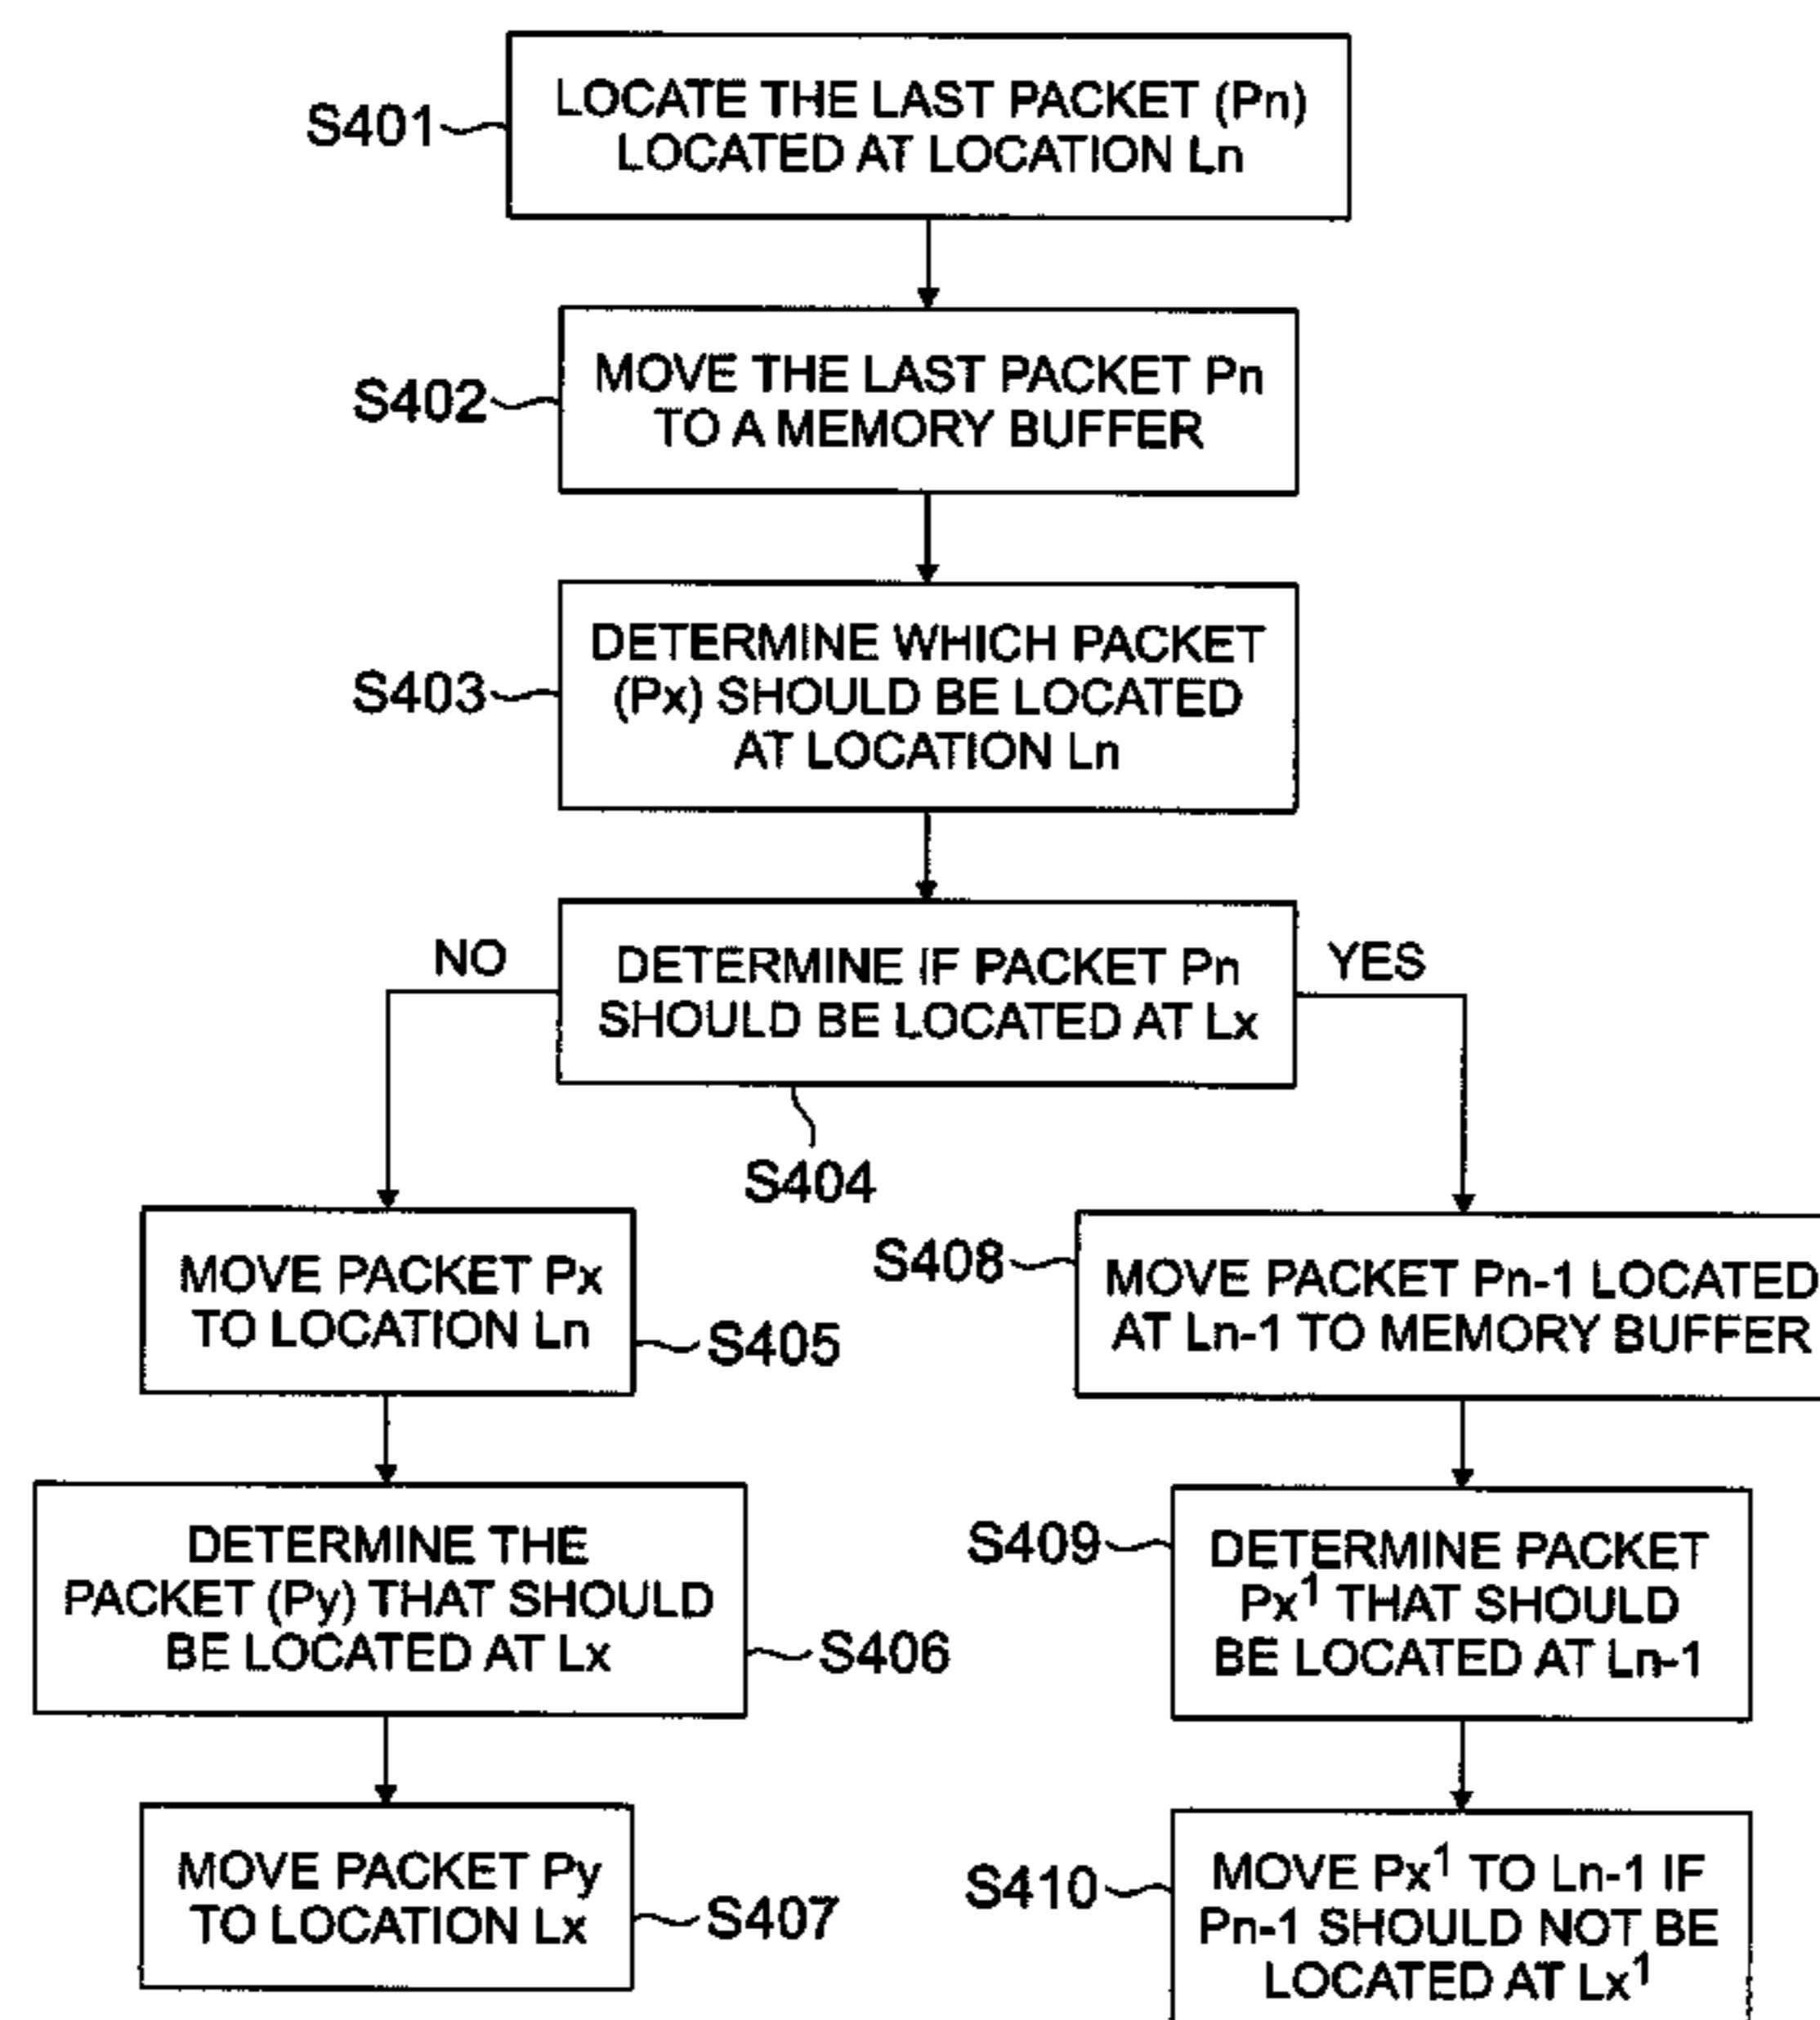 S401
LOCATE THE LAST PACKET (Pn)
LOCATED AT LOCATION Ln
S402
MOVE THE LAST PACKET Pn
TO A MEMORY BUFFER
S403
DETERMINE WHICH PACKET
(Px) SHOULD BE LOCATED
AT LOCATION Ln
NO
DETERMINE IF PACKET Pn
SHOULD BE LOCATED AT Lx
YES
S404
MOVE PACKET Px
TO LOCATION Ln
S405
S408
MOVE PACKET Pn-1 LOCATED
AT Ln-1 TO MEMORY BUFFER
DETERMINE THE
PACKET (Py) THAT SHOULD
BE LOCATED AT Lx
S406
S409
DETERMINE PACKET
Px¹ THAT SHOULD
BE LOCATED AT Ln-1
MOVE PACKET Py
TO LOCATION Lx
S407
S410
MOVE Px¹ TO Ln-1 IF
Pn-1 SHOULD NOT BE
LOCATED AT Lx¹